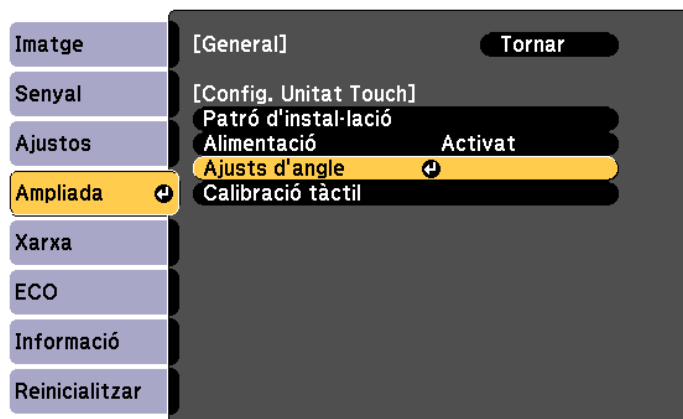 Imatge
Senyal
Ajustos
Ampliada
Xarxa
ECO
Informació
Reinicialitzar
[General] Tornar
[Config. Unitat Touch]
Patró d'instal·lació
Alimentació Activat
Ajusts d'angle
Calibració tàctil